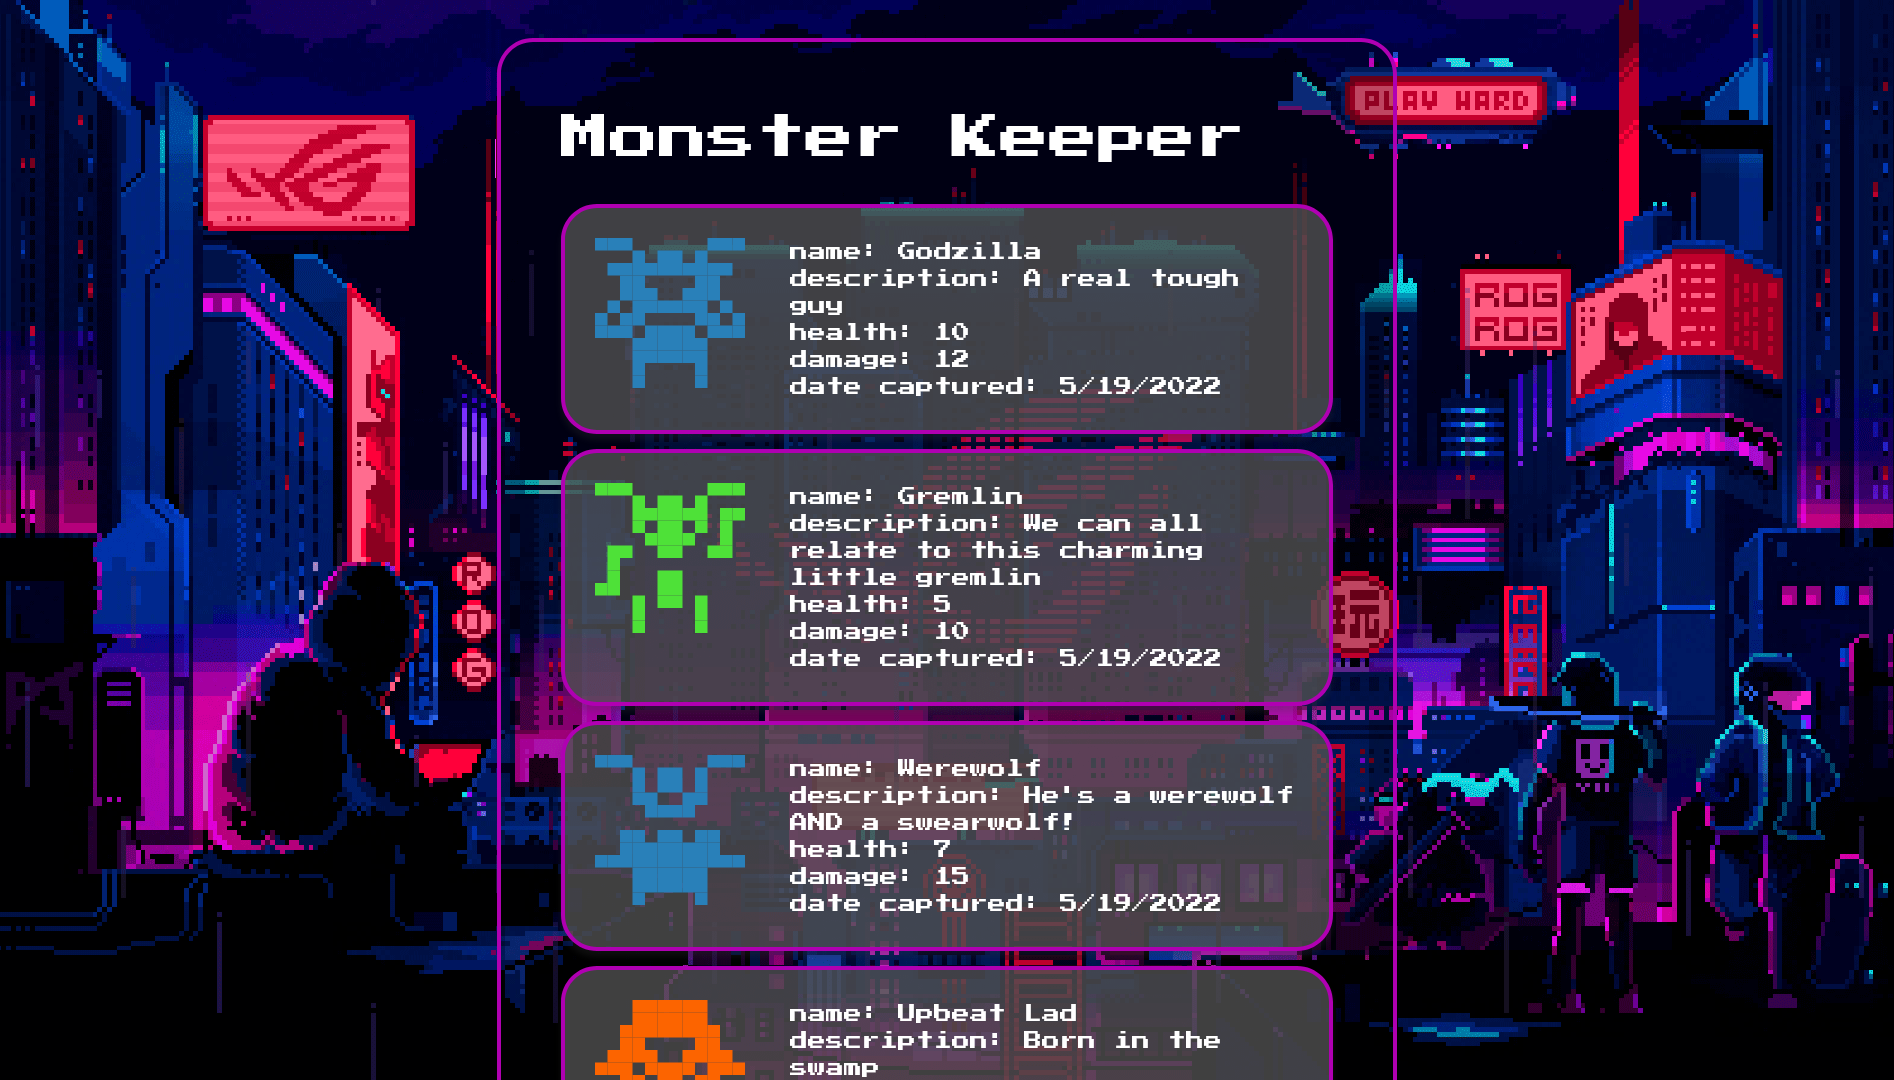 PLAY HARD
Monster Keeper
name: Godzilla
description: A real tough
guy
health: 10
damage: 12
date captured: 5/19/2022
ROG
ROG
name: Gremlin
description: We can all
relate to this charming
little gremlin
health: 5
damage: 10
date captured: 5/19/2022
R
O
G
name: Werewolf
description: He's a werewolf
AND a swearwolf!
health: 7
damage: 15
date captured: 5/19/2022
name: Upbeat Lad
description: Born in the
swamp